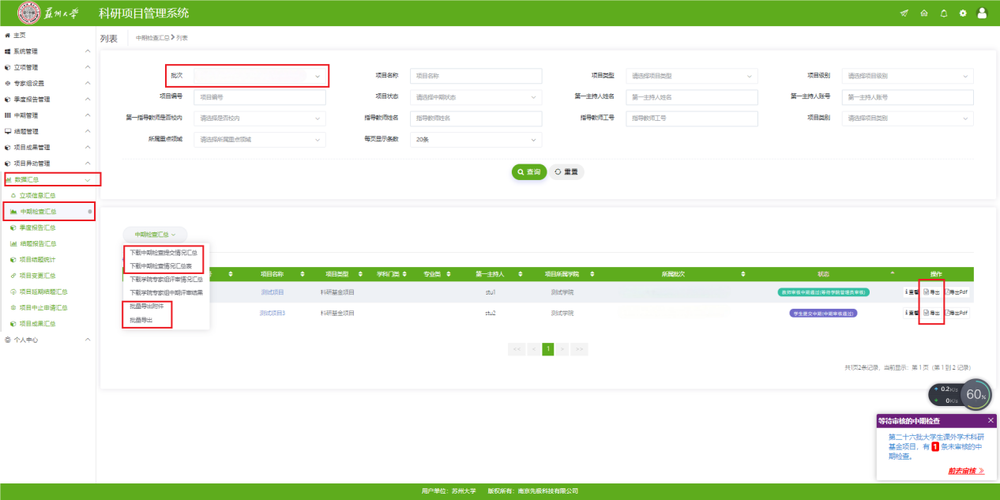 苏州大学 科研项目管理系统
主页
系统管理
立项管理
专家组设置
季度报告管理
中期管理
结题管理
项目成果管理
项目异动管理
数据汇总
立项信息汇总
中期检查汇总
季度报告汇总
结题报告汇总
项目结题统计
项目变更汇总
项目延期结题汇总
项目中止申请汇总
项目成果汇总
个人中心
列表 中期检查汇总 > 列表
批次 项目名称 项目名称 项目类型 请选择项目类型 项目级别 请选择项目级别
项目编号 项目编号 项目状态 请选择中期状态 第一主持人姓名 第一主持人姓名 第一主持人账号 第一主持人账号
第一指导教师是否校内 请选择是否校内 指导教师姓名 指导教师姓名 指导教师工号 指导教师工号 项目类别 请选择项目类别
所属重点领域 请选择所属重点领域 每页显示条数 20条
查询 重置
中期检查汇总
下载中期检查提交情况汇总
下载中期检查情况汇总表
下载学院专家组评审情况汇总
下载学院专家组中期评审结果
批量导出附件
批量导出
项目名称 项目类型 学科门类 专业类 第一主持人 项目所属学院 所属批次 状态 操作
测试项目 科研基金项目 stu1 测试学院 教师审核中期通过(等待学院管理员审核) 查看 导出 导出Pdf
测试项目3 科研基金项目 stu2 测试学院 学生提交中期(中期审核通过) 查看 导出 导出Pdf
<< < 1 > >>
共1页2条记录，当前显示：第 1 页（第 1 到 2 记录）
0.2K/s
0K/s
60%
等待审核的中期检查 ×
第二十六批大学生课外学术科研
基金项目，有 1 条未审核的中
期检查。
前去审核 》
用户单位：苏州大学 版权所有：南京先极科技有限公司